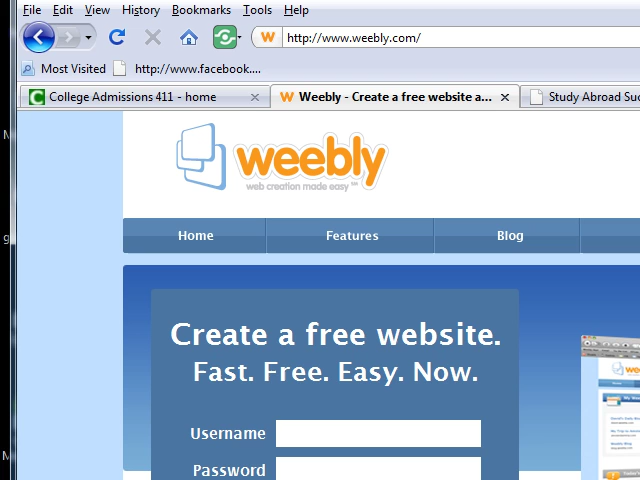 File Edit View History Bookmarks Tools Help
http://www.weebly.com/
Most Visited http://www.facebook....
College Admissions 411 - home Weebly - Create a free website a... Study Abroad Suc
weebly
web creation made easy SM
Home Features Blog
Create a free website.
Fast. Free. Easy. Now.
Username
Password